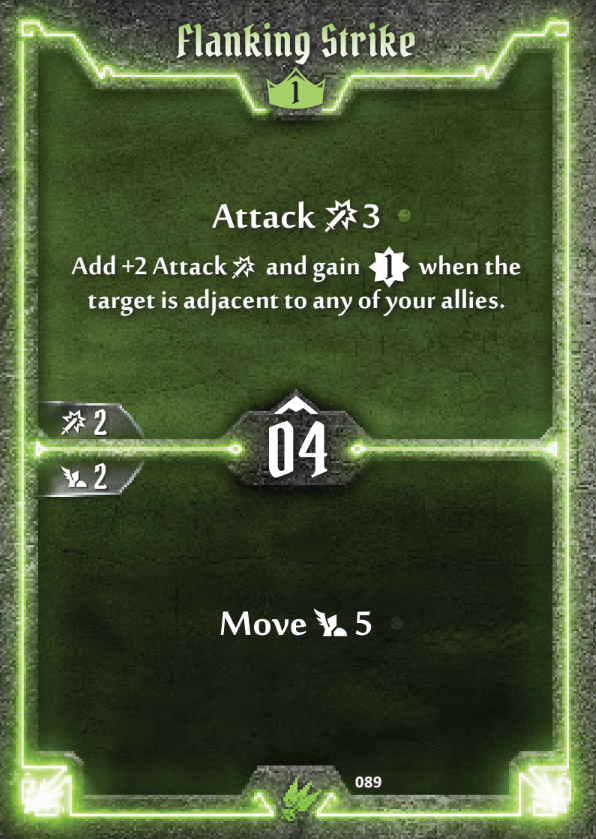 Flanking Strike
1
Attack 3
Add +2 Attack and gain 1 when the
target is adjacent to any of your allies.
2
04
2
Move 5
089